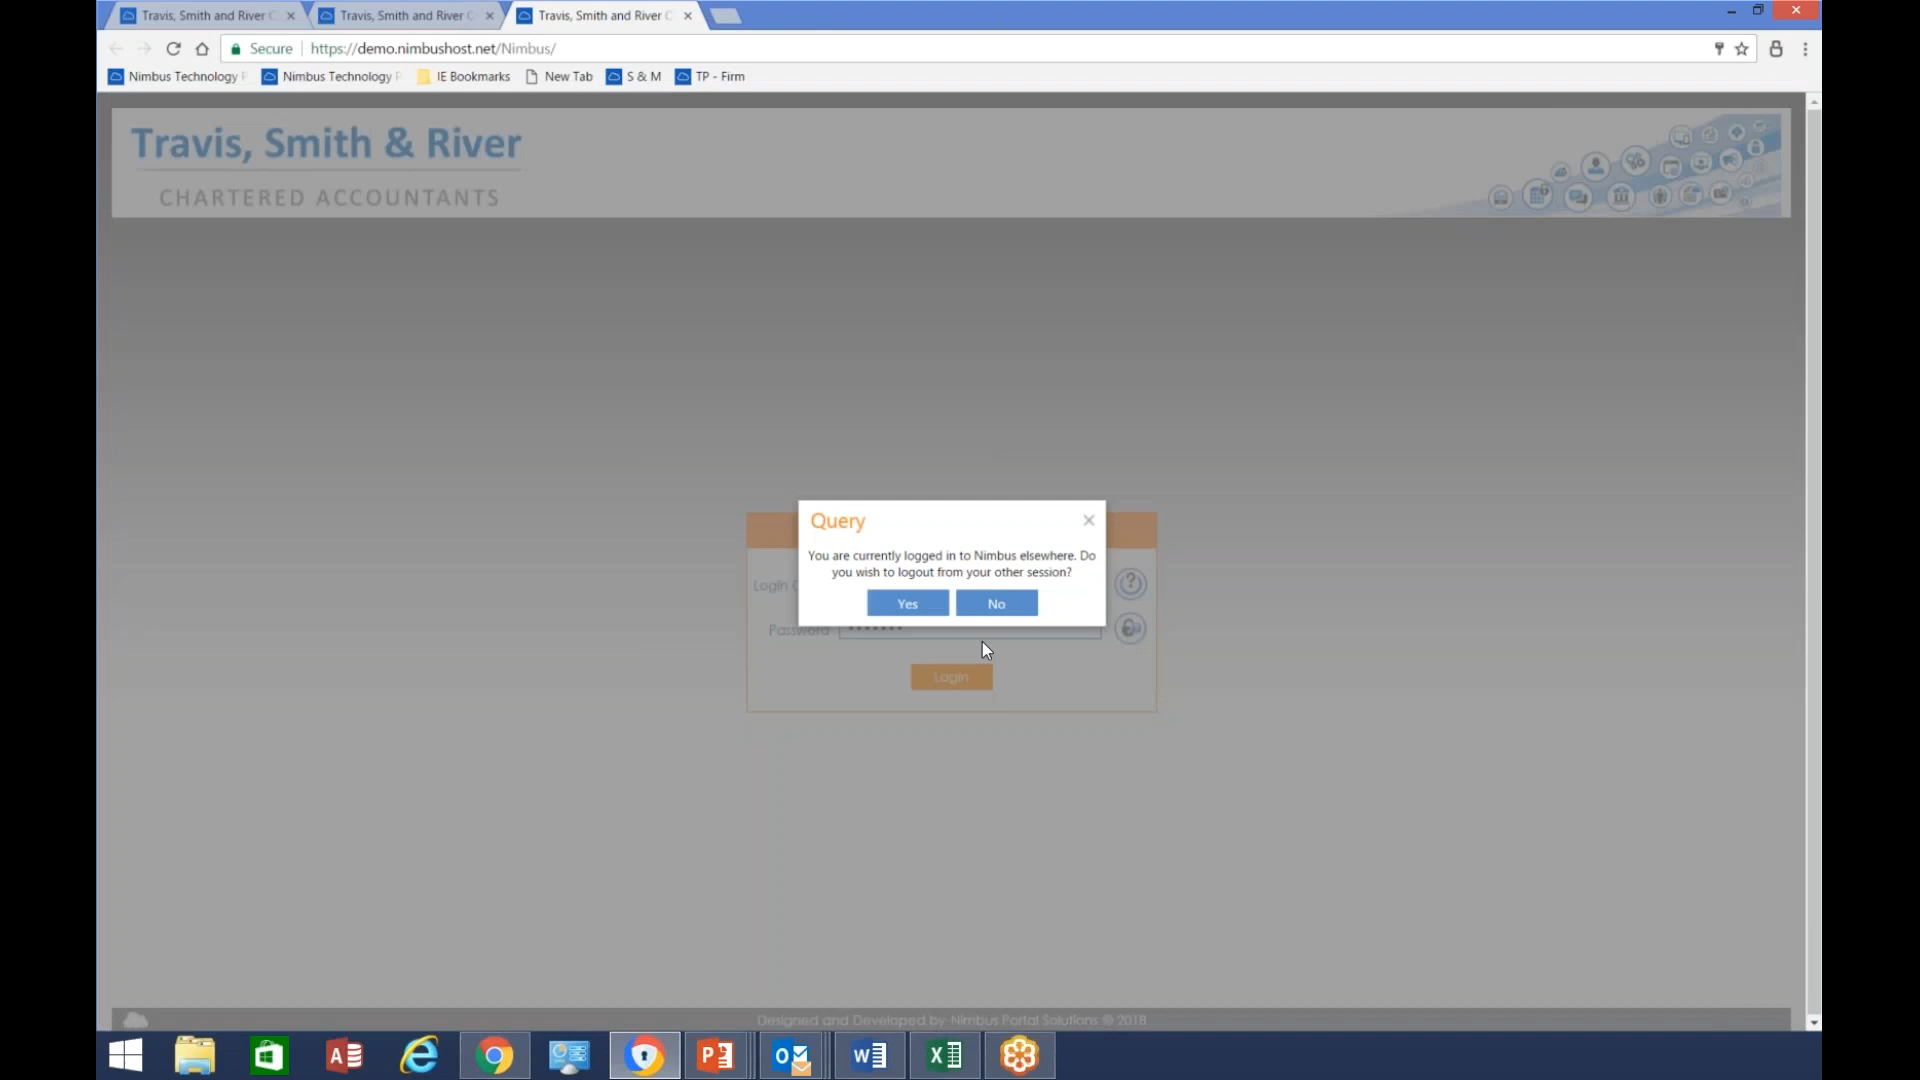 Travis, Smith and River C
Travis, Smith and River C
Travis, Smith and River C
Secure
https://demo.nimbushost.net/Nimbus/
Nimbus Technology P
Nimbus Technology P
IE Bookmarks
New Tab
S & M
TP - Firm
Travis, Smith & River
CHARTERED ACCOUNTANTS
Query
You are currently logged in to Nimbus elsewhere. Do
you wish to logout from your other session?
Yes
No
Login
Password
Login
Designed and Developed by Nimbus Portal Solutions © 2018